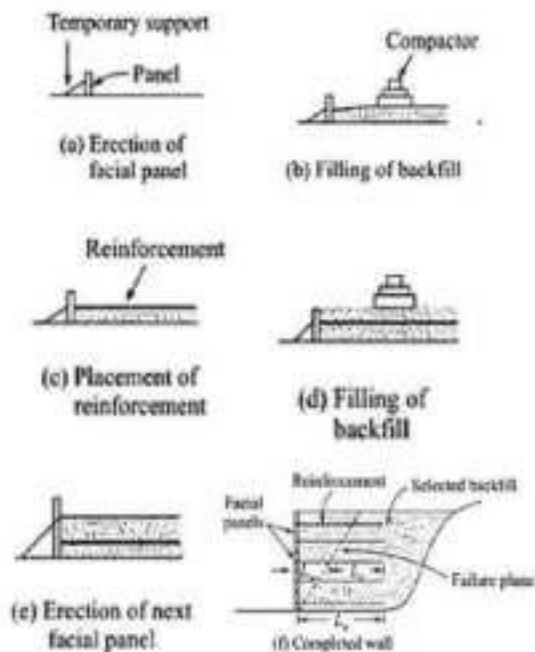 Temporary support
Panel
(a) Erection of
facial panel
Compactor
(b) Filling of backfill
Reinforcement
(c) Placement of
reinforcement
(d) Filling of
backfill
(e) Erection of next
facial panel
Reinforcement
Selected backfill
Facial
panels
Failure plane
(f) Completed wall